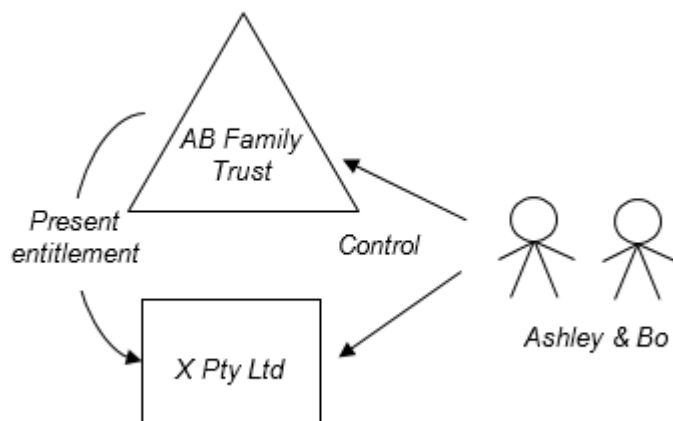 AB Family
Trust
Present
entitlement
Control
X Pty Ltd
Ashley & Bo